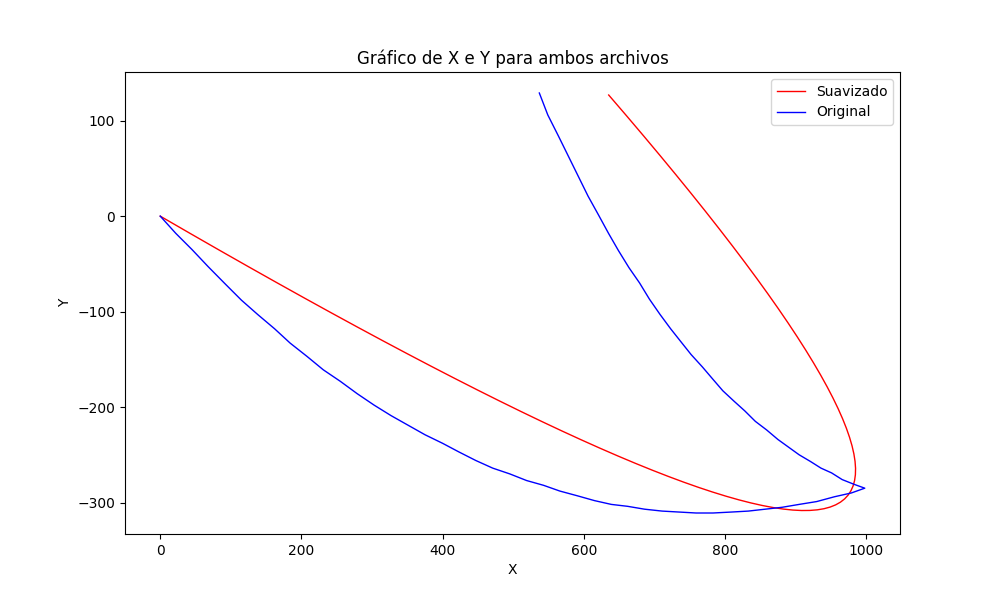 Gráfico de X e Y para ambos archivos
Suavizado
Original
100
0
−100
−200
−300
Y
0 200 400 600 800 1000
X